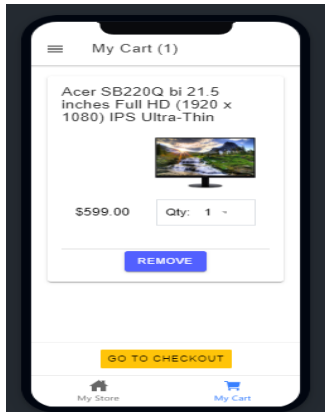 My Cart (1)
Acer SB220Q bi 21.5
inches Full HD (1920 x
1080) IPS Ultra-Thin
$599.00 Qty: 1
REMOVE
GO TO CHECKOUT
My Store My Cart